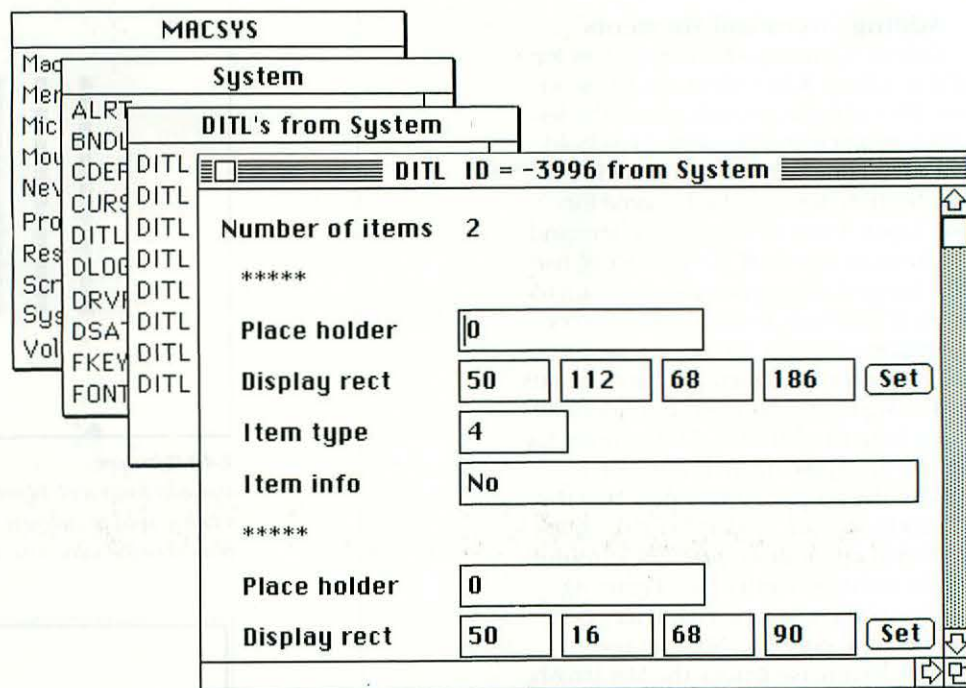 MACSYS
Mac
Mer
Mic
Mou
Nev
Pro
Res
Scr
Sys
Vol
System
ALRT
BNDL
CDEF
CURS
DITL
DLOG
DRVR
DSAT
FKEY
FONT
DITL's from System
DITL
DITL
DITL
DITL
DITL
DITL
DITL
DITL
DITL ID = -3996 from System
Number of items 2
*****
Place holder 0
Display rect 50 112 68 186 Set
Item type 4
Item info No
*****
Place holder 0
Display rect 50 16 68 90 Set